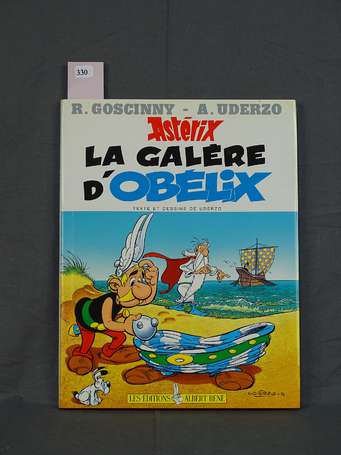 330
R. GOSCINNY - A. UDERZO
Astérix
LA GALÈRE
D'OBÉLIX
TEXTE ET DESSINS DE UDERZO
LES ÉDITIONS ALBERT RENÉ